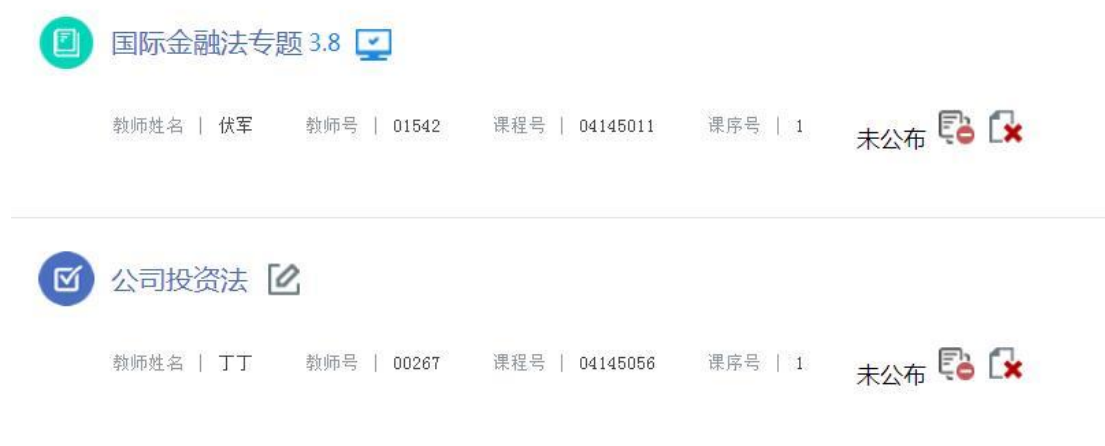 国际金融法专题 3.8
教师姓名 | 伏军 教师号 | 01542 课程号 | 04145011 课序号 | 1 未公布
公司投资法
教师姓名 | 丁丁 教师号 | 00267 课程号 | 04145056 课序号 | 1 未公布